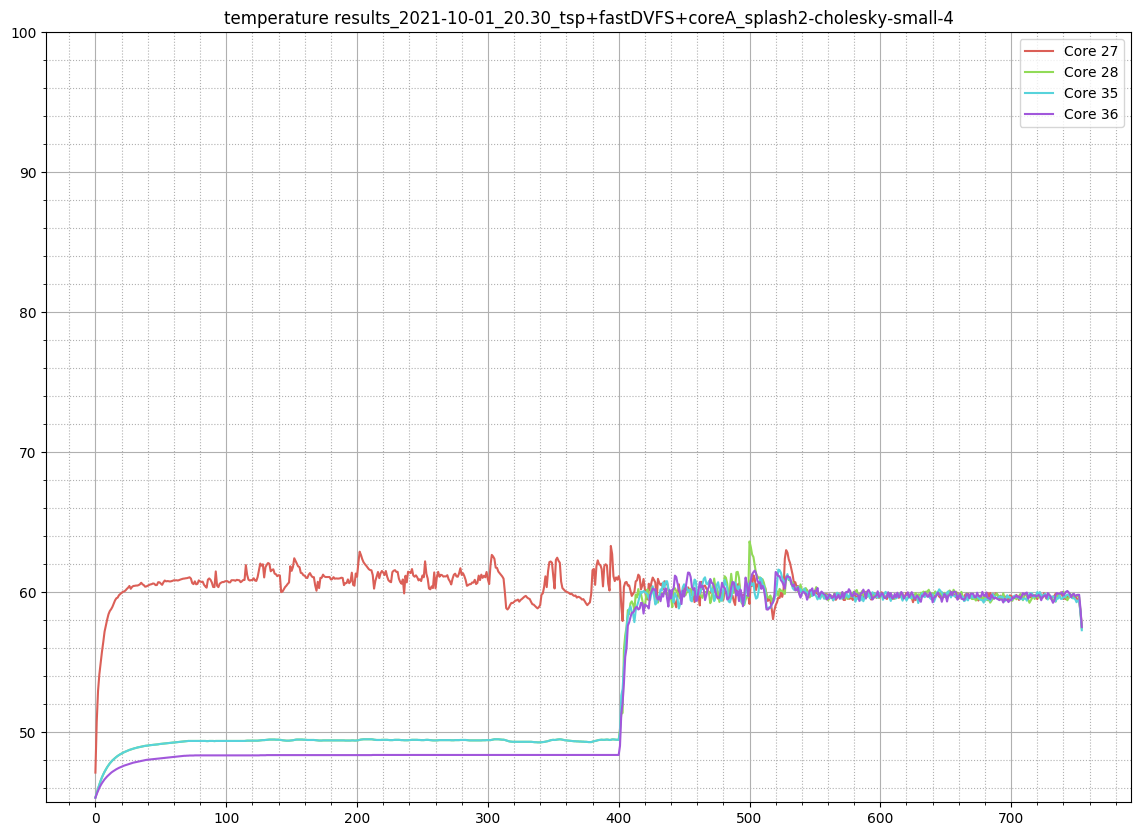 temperature results_2021-10-01_20.30_tsp+fastDVFS+coreA_splash2-cholesky-small-4
100
90
80
70
60
50
0 100 200 300 400 500 600 700
Core 27
Core 28
Core 35
Core 36